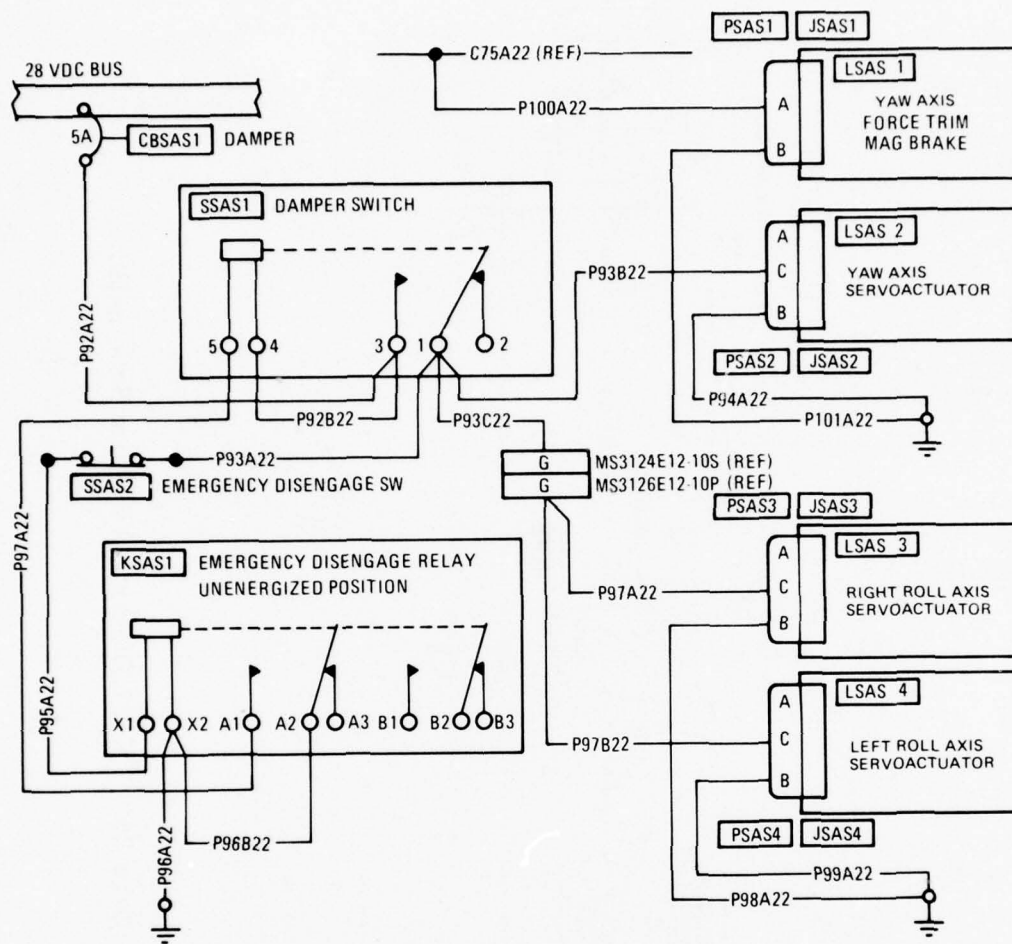 PSAS1 JSAS1
C75A22 (REF)
28 VDC BUS
LSAS 1
P100A22
A
YAW AXIS
FORCE TRIM
MAG BRAKE
B
5A CBSAS1 DAMPER
SSAS1 DAMPER SWITCH
A
LSAS 2
P93B22
C
YAW AXIS
SERVOACTUATOR
B
P92A22
5 4 3 1 2
PSAS2 JSAS2
P94A22
P92B22 P93C22 P101A22
P93A22
G MS3124E12-10S (REF)
G MS3126E12-10P (REF)
SSAS2 EMERGENCY DISENGAGE SW
PSAS3 JSAS3
P97A22
KSAS1 EMERGENCY DISENGAGE RELAY
UNENERGIZED POSITION
A
LSAS 3
P97A22
C
RIGHT ROLL AXIS
SERVOACTUATOR
B
P95A22
LSAS 4
A
X1 X2 A1 A2 A3 B1 B2 B3
P97B22
C
LEFT ROLL AXIS
SERVOACTUATOR
B
P96B22
P96A22
PSAS4 JSAS4
P99A22
P98A22